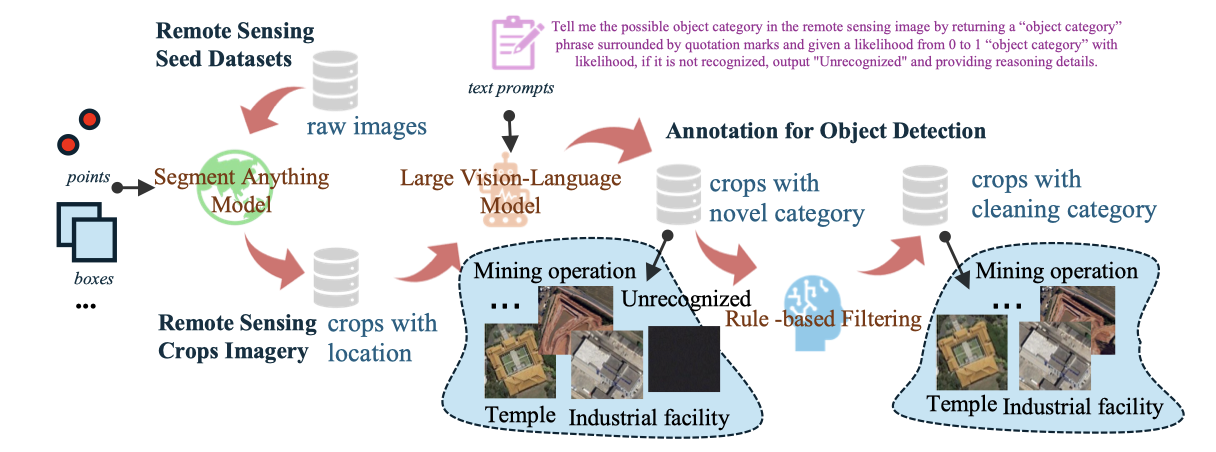 Remote Sensing
Seed Datasets
raw images
Tell me the possible object category in the remote sensing image by returning a “object category”
phrase surrounded by quotation marks and given a likelihood from 0 to 1 “object category” with
likelihood, if it is not recognized, output "Unrecognized" and providing reasoning details.
text prompts
points
boxes
...
Segment Anything
Model
Remote Sensing
Crops Imagery
crops with
location
Large Vision-Language
Model
Annotation for Object Detection
crops with
novel category
Mining operation
...
Unrecognized
Temple
Industrial facility
Rule -based Filtering
crops with
cleaning category
Mining operation
...
Temple
Industrial facility